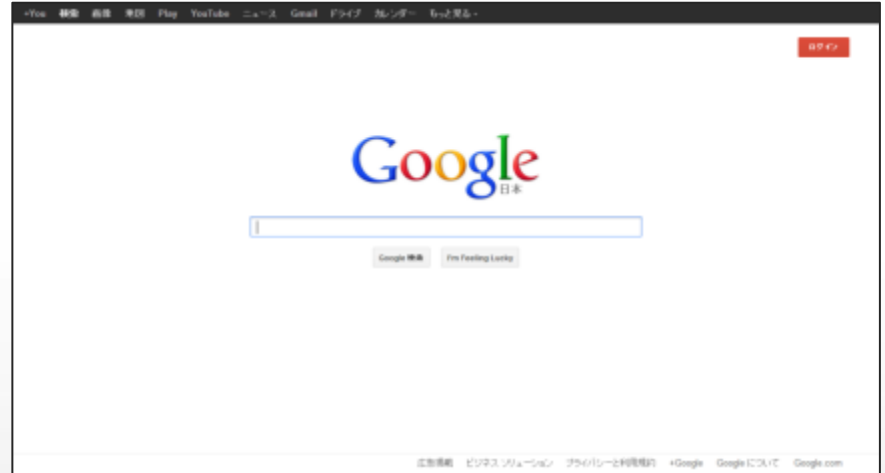 +You 検索 画像 地図 Play YouTube ニュース Gmail ドライブ カレンダー もっと見る
ログイン
Google
日本
Google 検索 I'm Feeling Lucky
広告掲載 ビジネス ソリューション プライバシーと利用規約 +Google Google について Google.com